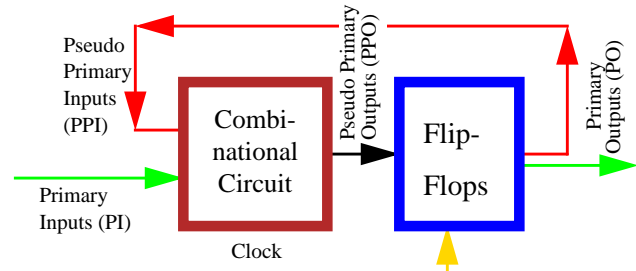 Pseudo
Primary
Inputs
(PPI)
Combi-
national
Circuit
Pseudo Primary
Outputs (PPO)
Flip-
Flops
Primary
Outputs (PO)
Primary
Inputs (PI)
Clock